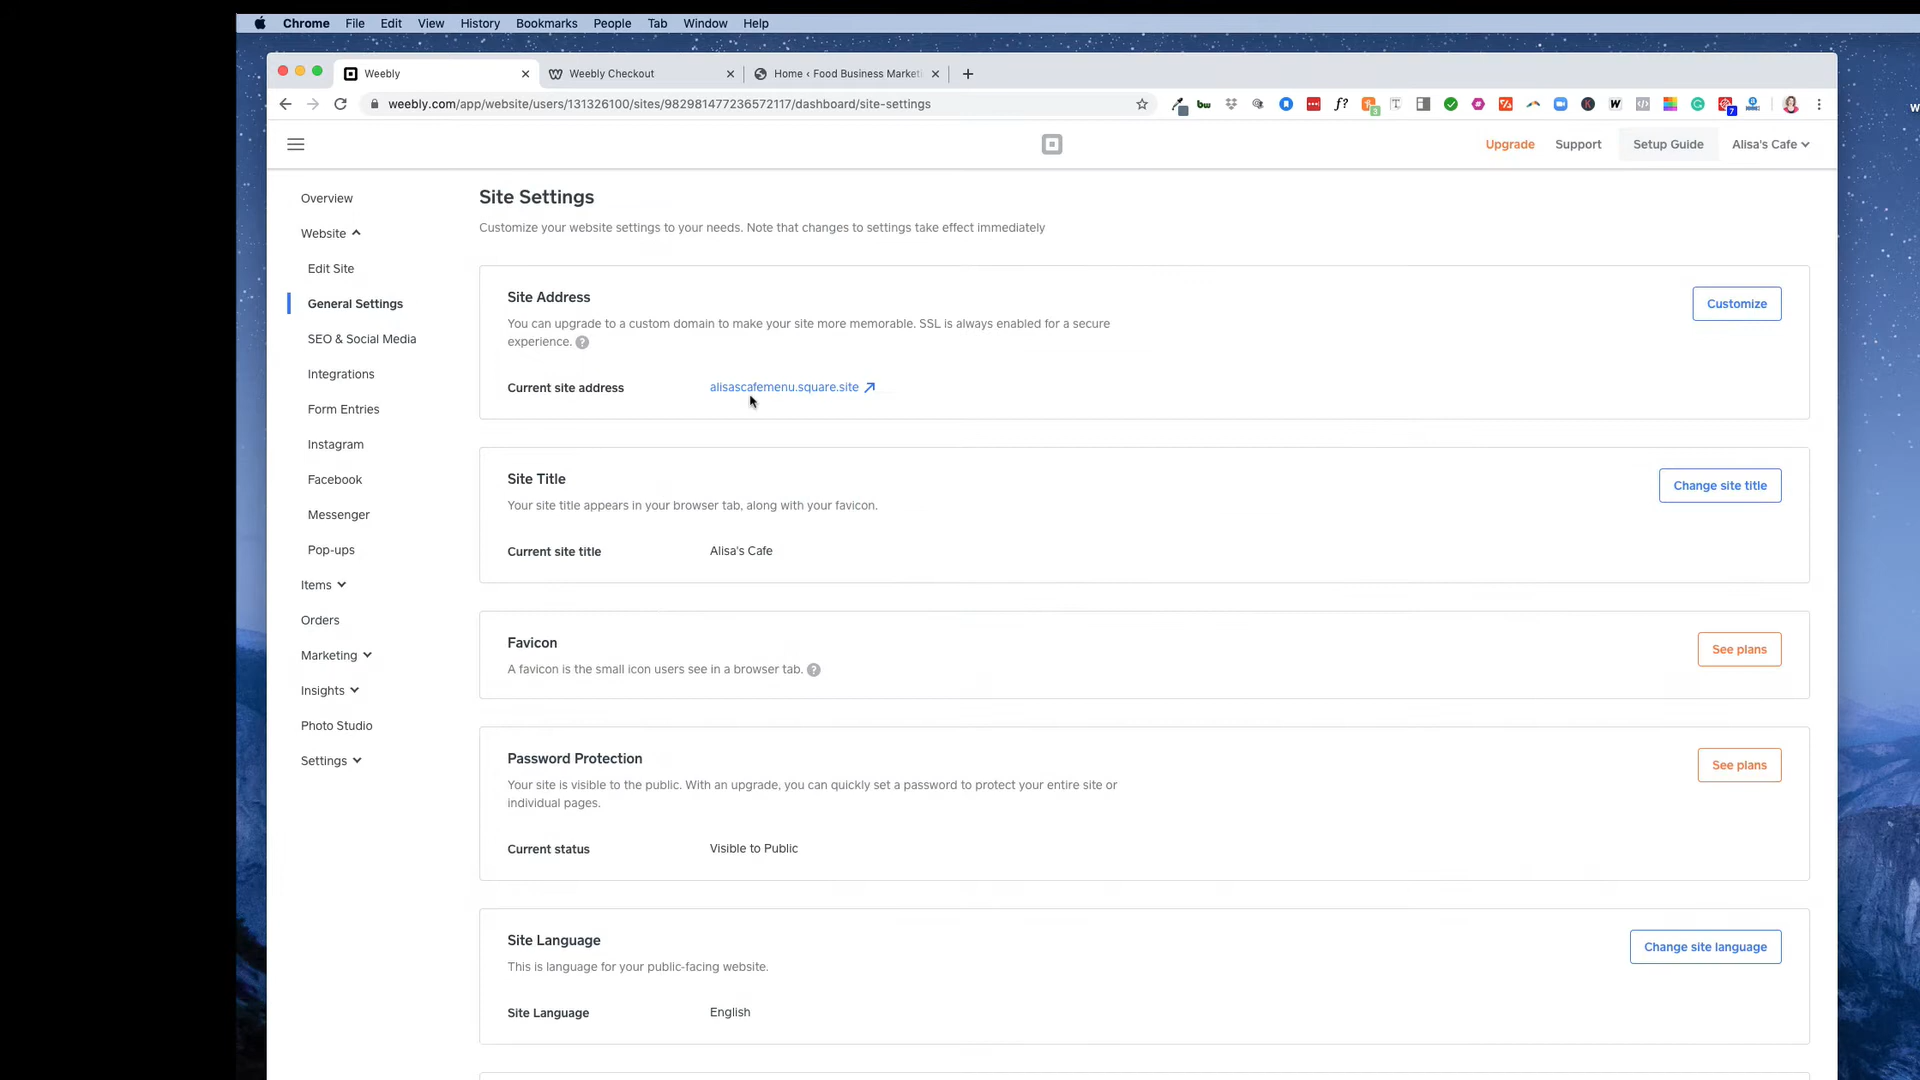 Chrome File Edit View History Bookmarks People Tab Window Help
Weebly
Weebly Checkout
Home ‹ Food Business Market
weebly.com/app/website/users/131326100/sites/982981477236572117/dashboard/site-settings
Upgrade
Support
Setup Guide
Alisa's Cafe
Overview
Website
Edit Site
General Settings
SEO & Social Media
Integrations
Form Entries
Instagram
Facebook
Messenger
Pop-ups
Items
Orders
Marketing
Insights
Photo Studio
Settings
Site Settings
Customize your website settings to your needs. Note that changes to settings take effect immediately
Site Address
Customize
You can upgrade to a custom domain to make your site more memorable. SSL is always enabled for a secure
experience. ?
Current site address alisascafemenu.square.site
Site Title
Change site title
Your site title appears in your browser tab, along with your favicon.
Current site title Alisa's Cafe
Favicon
See plans
A favicon is the small icon users see in a browser tab. ?
Password Protection
See plans
Your site is visible to the public. With an upgrade, you can quickly set a password to protect your entire site or
individual pages.
Current status Visible to Public
Site Language
Change site language
This is language for your public-facing website.
Site Language English